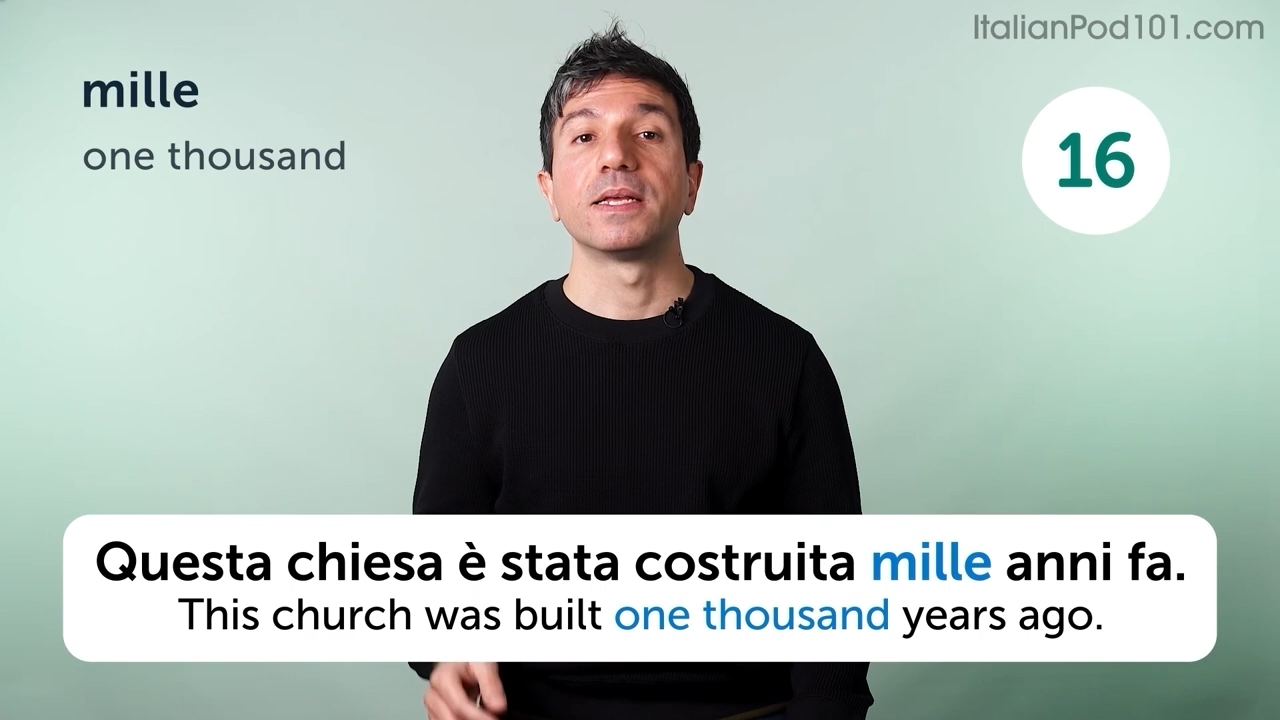 ItalianPod101.com
mille
one thousand
16
Questa chiesa è stata costruita mille anni fa.
This church was built one thousand years ago.